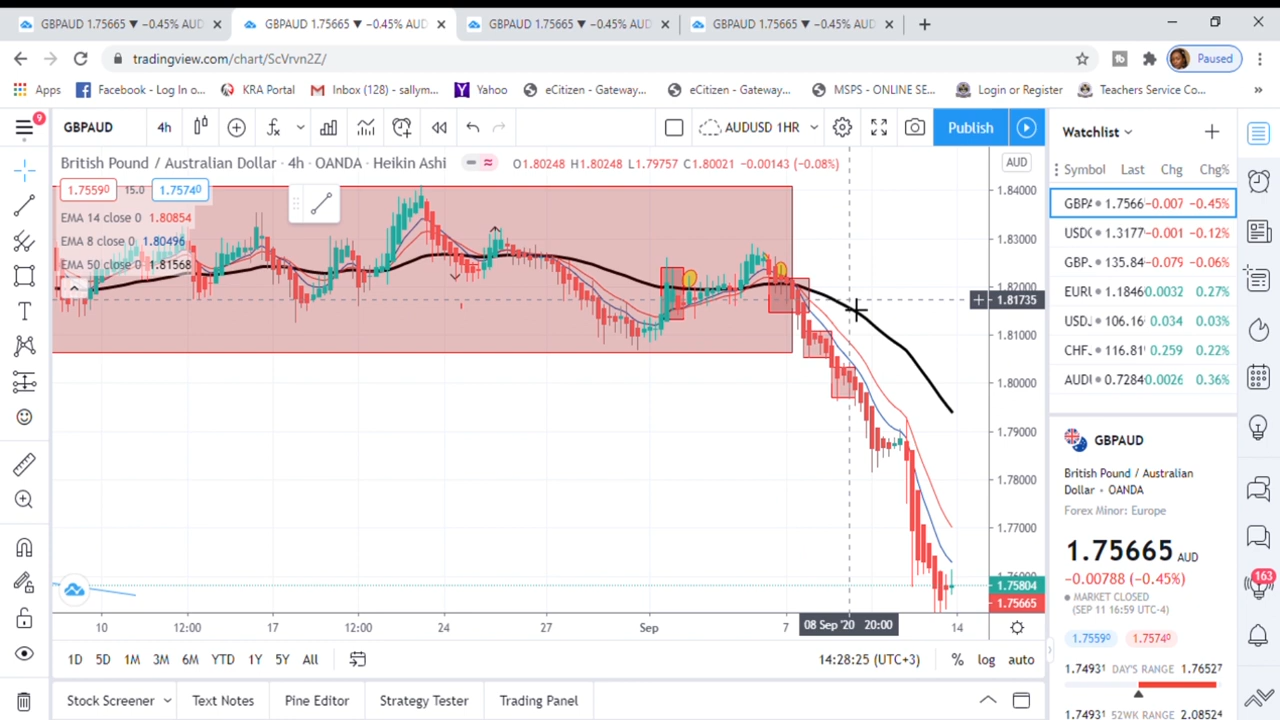 GBPAUD 1.75665 ▼ −0.45% AUD
GBPAUD 1.75665 ▼ −0.45% AUD
GBPAUD 1.75665 ▼ −0.45% AUD
GBPAUD 1.75665 ▼ −0.45% AUD
tradingview.com/chart/ScVrvn2Z/
Paused
Apps
Facebook - Log In o...
KRA Portal
Inbox (128) - sallym...
Yahoo
eCitizen - Gateway...
eCitizen - Gateway...
MSPS - ONLINE SE...
Login or Register
Teachers Service Co...
»
9
GBPAUD
4h
AUDUSD 1HR
Publish
Watchlist
British Pound / Australian Dollar • 4h • OANDA • Heikin Ashi
O1.80248 H1.80248 L1.79757 C1.80021 −0.00143 (−0.08%)
AUD
1.75590
15.0
1.75740
EMA 14 close 0 1.80854
EMA 8 close 0 1.80496
EMA 50 close 0 1.81568
1.84000
1.83000
1.82000
1.81735
1.81000
1.80000
1.79000
1.78000
1.77000
1.75804
1.75665
10
12:00
17
12:00
24
27
Sep
7
08 Sep '20 20:00
14
1D 5D 1M 3M 6M YTD 1Y 5Y All
14:28:25 (UTC+3)
% log auto
Stock Screener
Text Notes
Pine Editor
Strategy Tester
Trading Panel
Symbol Last Chg Chg%
GBPA 1.7566 −0.007 −0.45%
USDC 1.3177 −0.001 −0.12%
GBP. 135.84 −0.079 −0.06%
EURU 1.1846 0.0032 0.27%
USDJ 106.16 0.034 0.03%
CHF. 116.81 0.259 0.22%
AUDU 0.7284 0.0026 0.36%
GBPAUD
British Pound / Australian
Dollar • OANDA
Forex Minor: Europe
1.75665 AUD
−0.00788 (−0.45%)
MARKET CLOSED
(SEP 11 16:59 UTC-4)
1.75590
1.75740
1.74931 DAY'S RANGE 1.76527
1.74931 52WK RANGE 2.08524
163